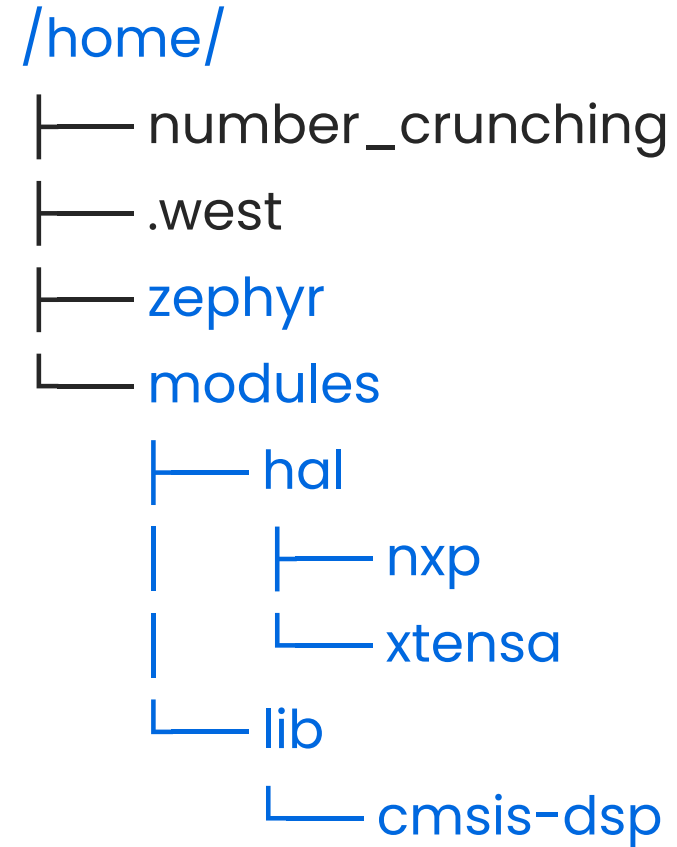 /home/
number_crunching
.west
zephyr
modules
hal
nxp
xtensa
lib
cmsis-dsp